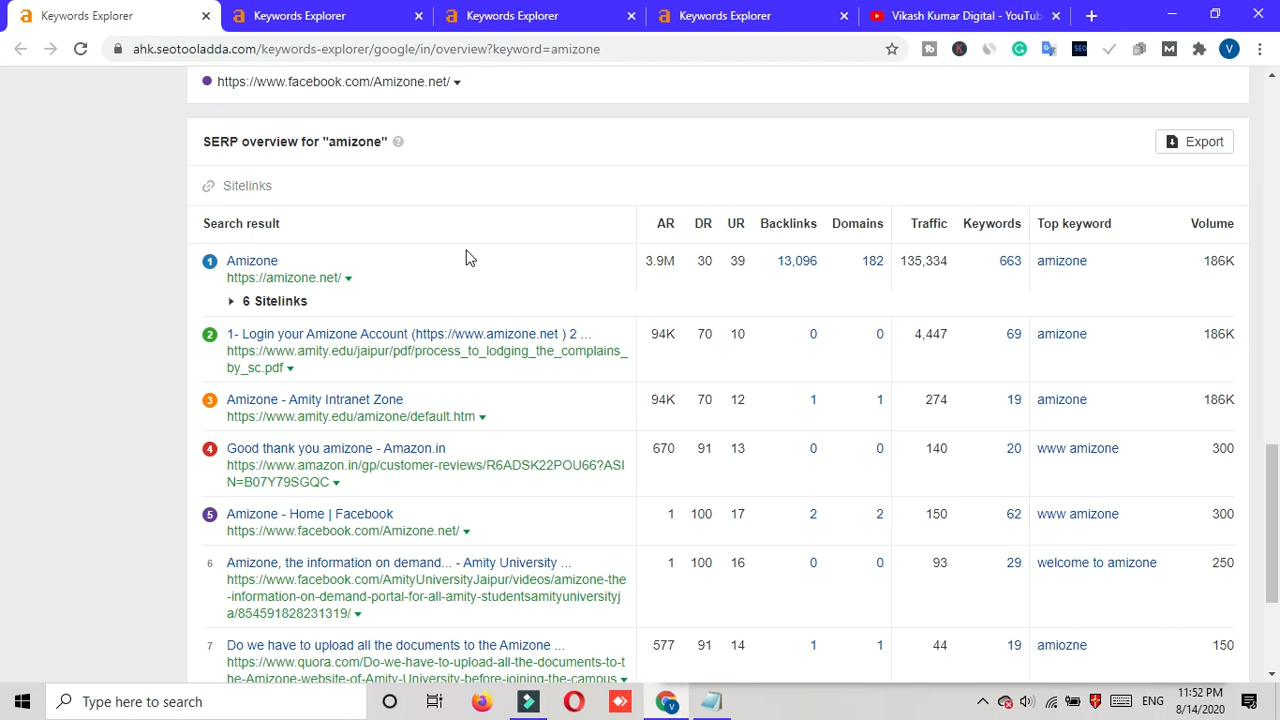 Keywords Explorer
Keywords Explorer
Keywords Explorer
Keywords Explorer
Vikash Kumar Digital - YouTub
ahk.seotooladda.com/keywords-explorer/google/in/overview?keyword=amizone
https://www.facebook.com/Amizone.net/
SERP overview for "amizone" ?
Export
Sitelinks
Search result AR DR UR Backlinks Domains Traffic Keywords Top keyword Volume
1 Amizone 3.9M 30 39 13,096 182 135,334 663 amizone 186K
https://amizone.net/
6 Sitelinks
2 1- Login your Amizone Account (https://www.amizone.net ) 2 ... 94K 70 10 0 0 4,447 69 amizone 186K
https://www.amity.edu/jaipur/pdf/process_to_lodging_the_complains_
by_sc.pdf
3 Amizone - Amity Intranet Zone 94K 70 12 1 1 274 19 amizone 186K
https://www.amity.edu/amizone/default.htm
4 Good thank you amizone - Amazon.in 670 91 13 0 0 140 20 www amizone 300
https://www.amazon.in/gp/customer-reviews/R6ADSK22POU66?ASI
N=B07Y79SGQC
5 Amizone - Home | Facebook 1 100 17 2 2 150 62 www amizone 300
https://www.facebook.com/Amizone.net/
6 Amizone, the information on demand... - Amity University ... 1 100 16 0 0 93 29 welcome to amizone 250
https://www.facebook.com/AmityUniversityJaipur/videos/amizone-the
-information-on-demand-portal-for-all-amity-studentsamityuniversityj
a/854591828231319/
7 Do we have to upload all the documents to the Amizone ... 577 91 14 1 1 44 19 amiozne 150
https://www.quora.com/Do-we-have-to-upload-all-the-documents-to-t
he-Amizone-website-of-Amity-University-before-joining-the-campus
Type here to search
ENG
11:52 PM
8/14/2020